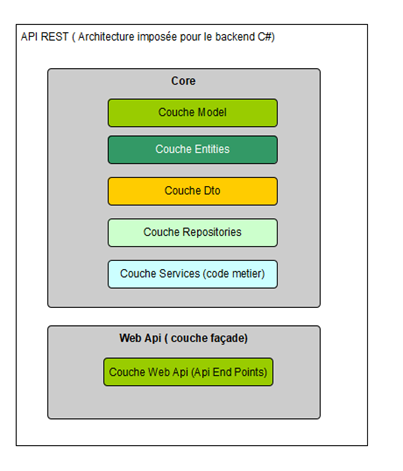 API REST ( Architecture imposée pour le backend C#)
Core
Couche Model
Couche Entities
Couche Dto
Couche Repositories
Couche Services (code metier)
Web Api ( couche façade)
Couche Web Api (Api End Points)